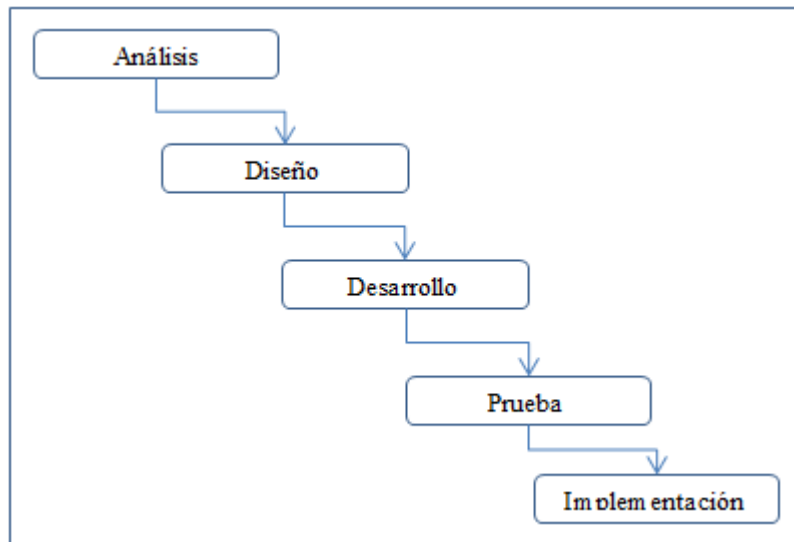 Análisis
Diseño
Desarrollo
Prueba
Implementación